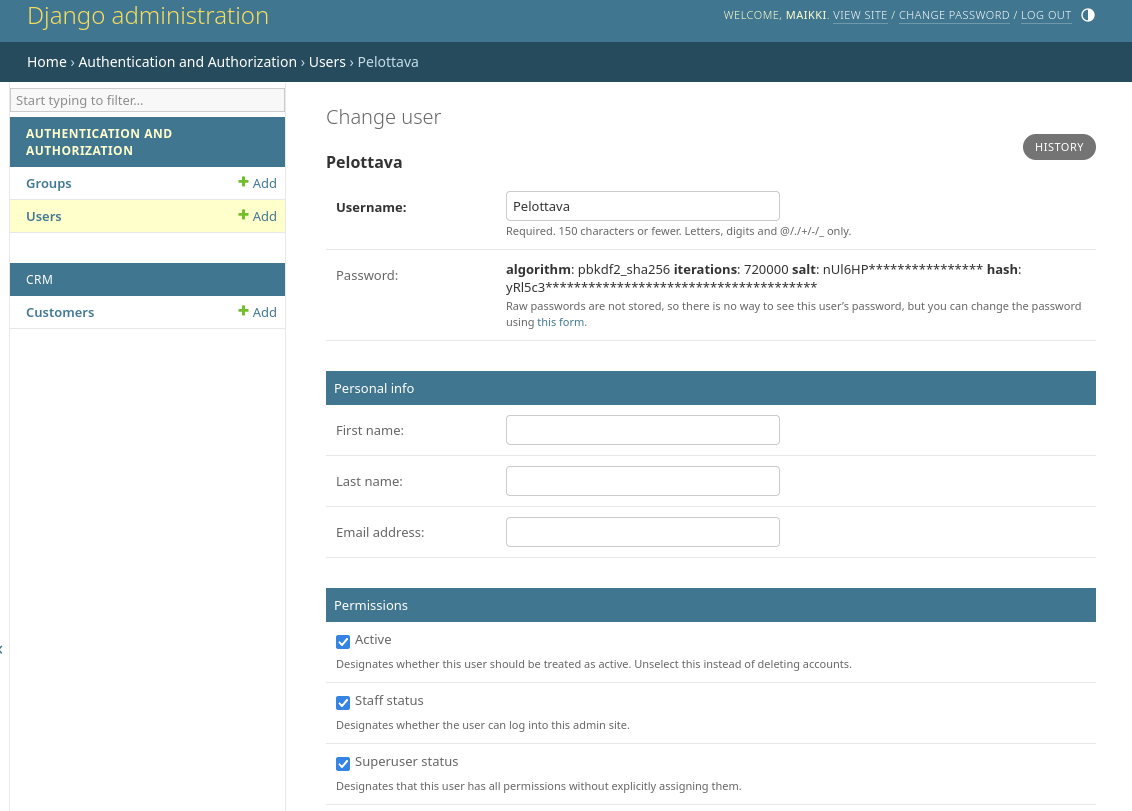 Django administration
WELCOME, MAIKKI. VIEW SITE / CHANGE PASSWORD / LOG OUT
Home › Authentication and Authorization › Users › Pelottava
Start typing to filter...
AUTHENTICATION AND
AUTHORIZATION
Groups
Add
Users
Add
CRM
Customers
Add
Change user
HISTORY
Pelottava
Username:
Pelottava
Required. 150 characters or fewer. Letters, digits and @/./+/-/_ only.
Password:
algorithm: pbkdf2_sha256 iterations: 720000 salt: nUl6HP**************** hash:
yRl5c3**************************************
Raw passwords are not stored, so there is no way to see this user’s password, but you can change the password
using this form.
Personal info
First name:
Last name:
Email address:
Permissions
Active
Designates whether this user should be treated as active. Unselect this instead of deleting accounts.
Staff status
Designates whether the user can log into this admin site.
Superuser status
Designates that this user has all permissions without explicitly assigning them.